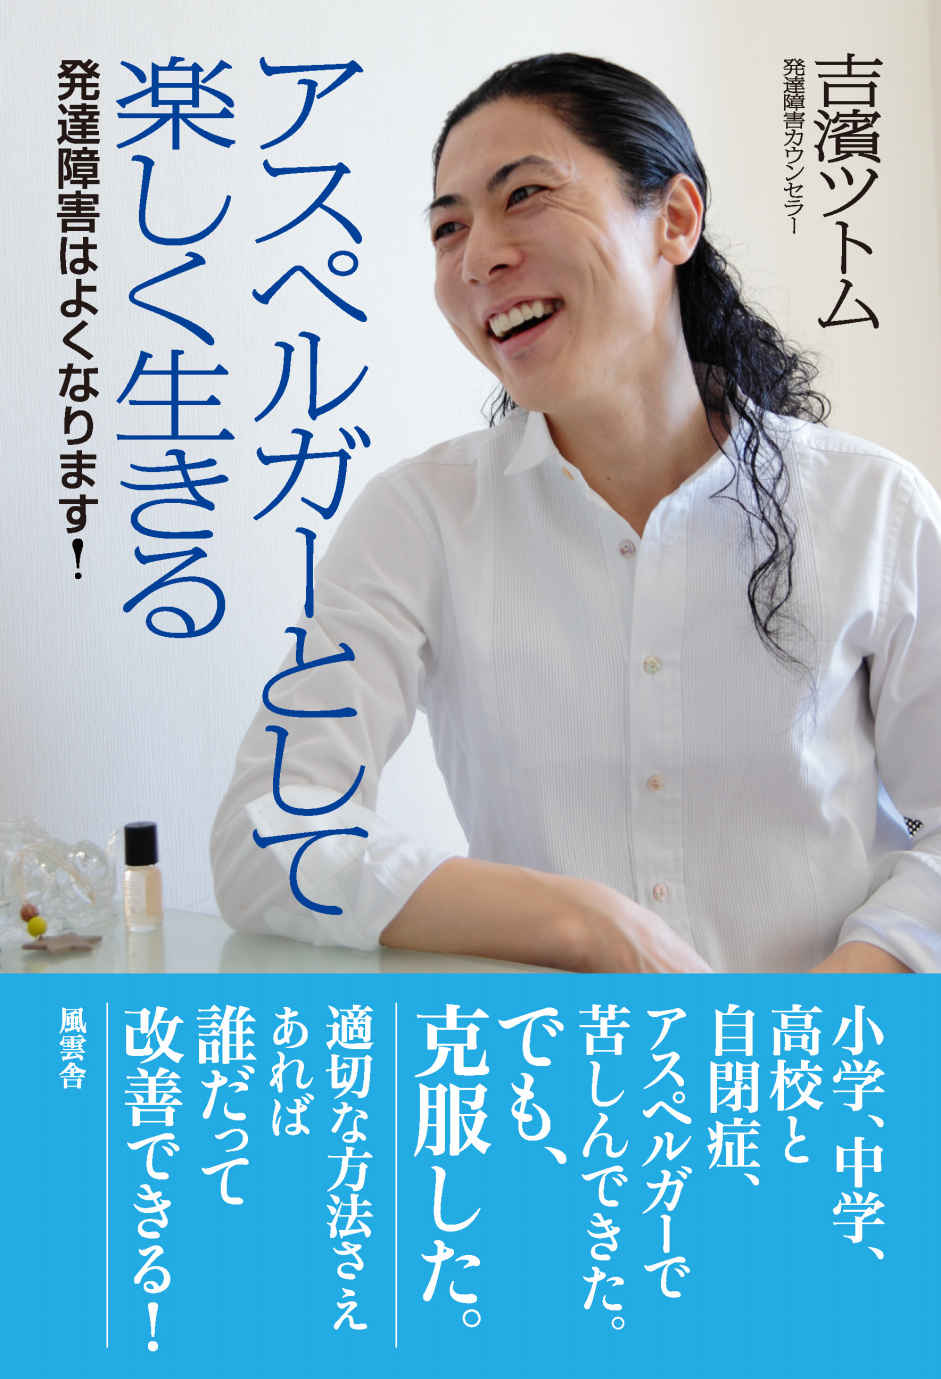 吉濱ツトム
発達障害カウンセラー
アスペルガーとして
楽しく生きる
発達障害はよくなります!
小学、中学、
高校と
自閉症、
アスペルガーで
苦しんできた。
でも、
克服した。
適切な方法さえ
あれば
誰だって
改善できる!
風雲舎